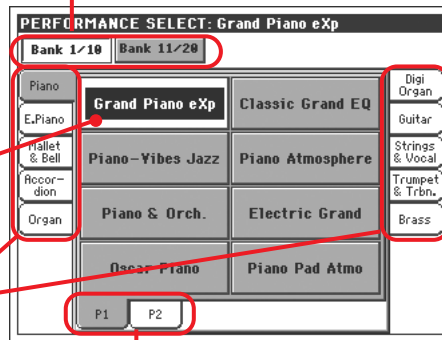 PERFORMANCE SELECT: Grand Piano eXp
Bank 1/10 Bank 11/20
Piano
E.Piano
Mallet
& Bell
Accor-
dion
Organ
Grand Piano eXp Classic Grand EQ
Piano-Vibes Jazz Piano Atmosphere
Piano & Orch. Electric Grand
Oscar Piano Piano Pad Atmo
Digi
Organ
Guitar
Strings
& Vocal
Trumpet
& Trbn.
Brass
P1 P2